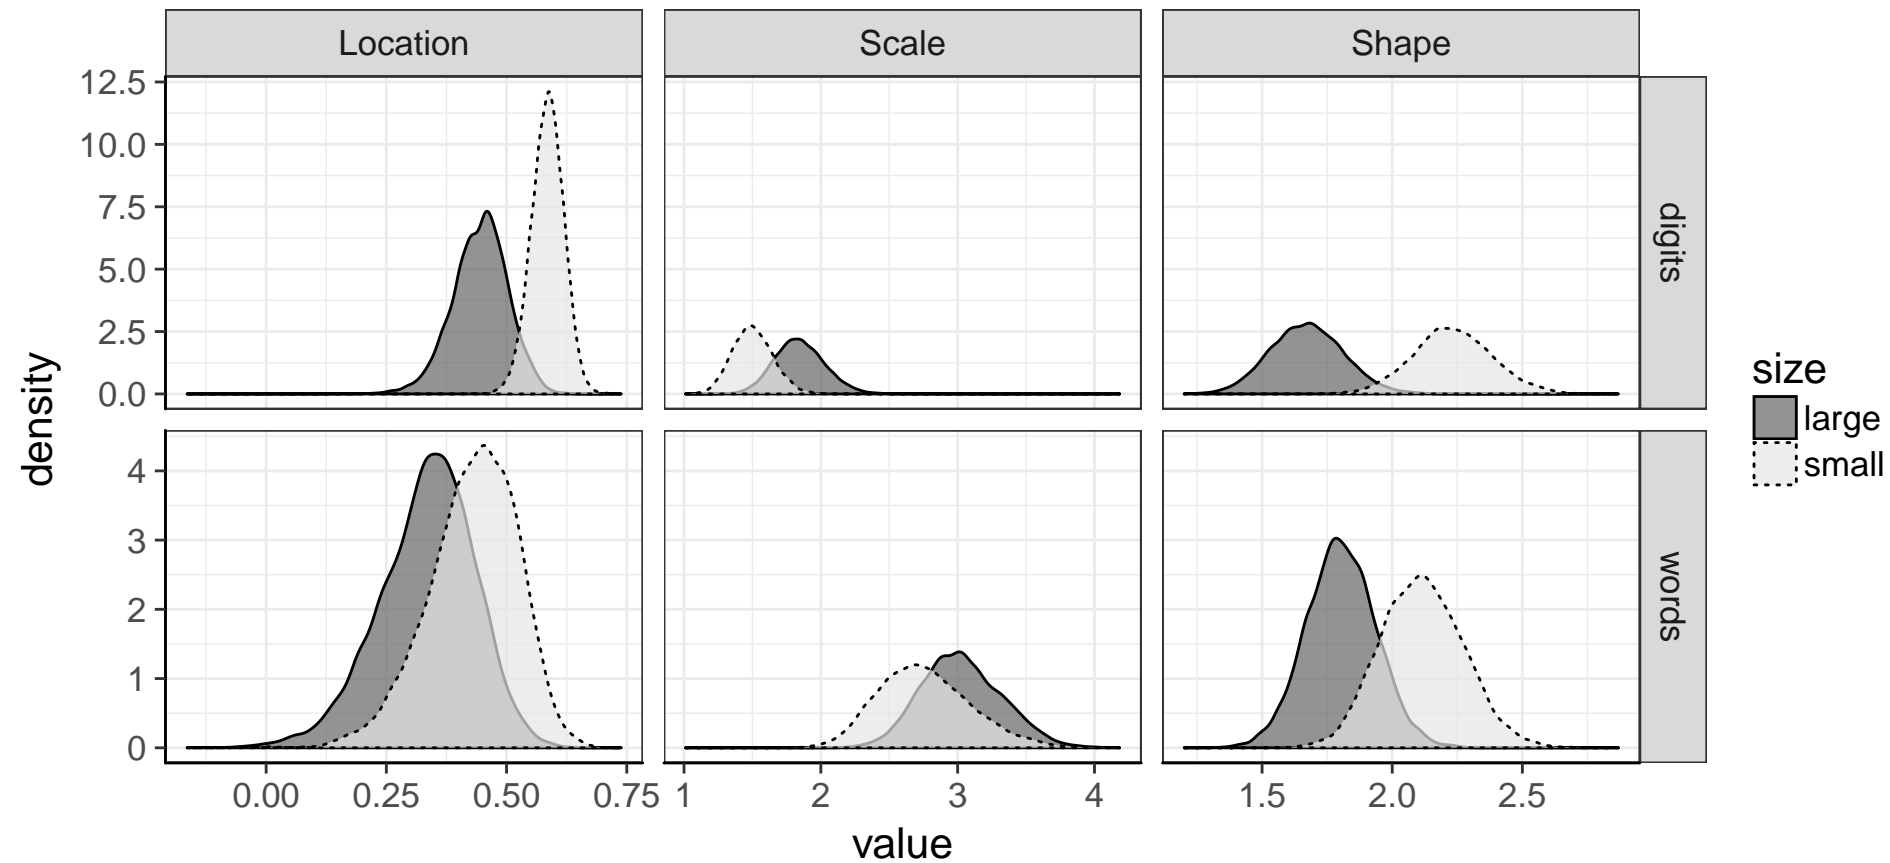 Location Scale Shape
12.5
10.0
7.5
5.0
2.5
0.0
digits
4
3
2
1
0
words
density
0.00 0.25 0.50 0.75 1 2 3 4 1.5 2.0 2.5
value
size
large
small